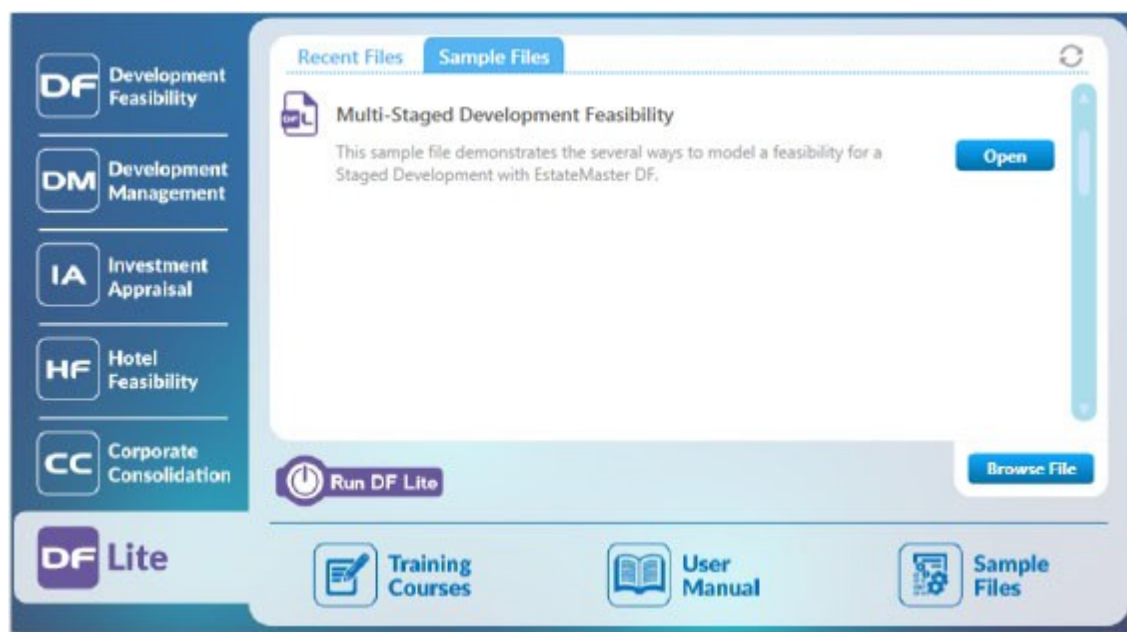 DF
Development
Feasibility
DM
Development
Management
IA
Investment
Appraisal
HF
Hotel
Feasibility
CC
Corporate
Consolidation
DF Lite
Recent Files
Sample Files
DF L
Multi-Staged Development Feasibility
This sample file demonstrates the several ways to model a feasibility for a
Staged Development with EstateMaster DF.
Open
Run DF Lite
Browse File
Training
Courses
User
Manual
Sample
Files